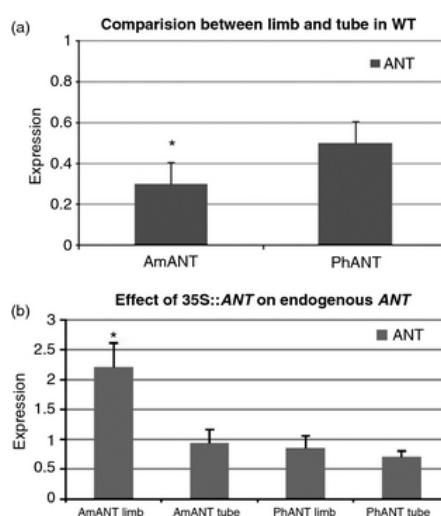 (a)
Comparision between limb and tube in WT
1
0.8
0.6
0.4
0.2
0
Expression
ANT
*
AmANT PhANT
(b)
Effect of 35S::ANT on endogenous ANT
3
2.5
2
1.5
1
0.5
0
Expression
ANT
*
AmANT limb AmANT tube PhANT limb PhANT tube